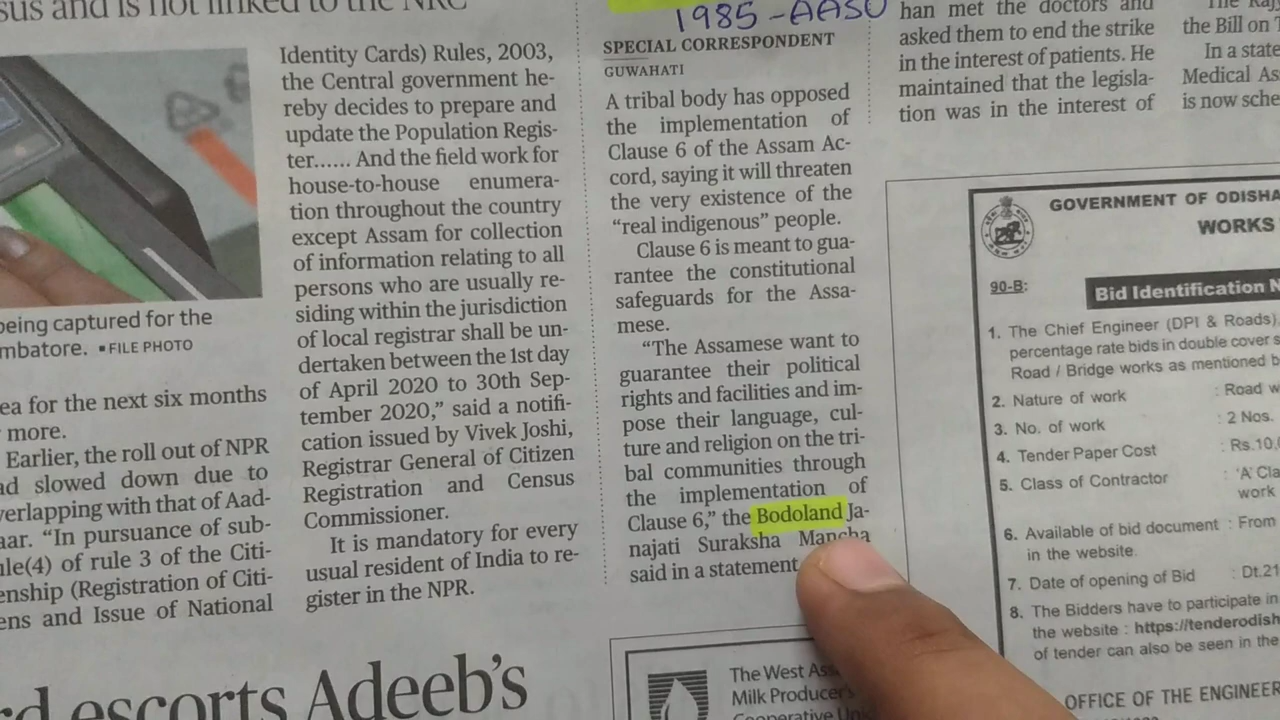 sus and is not linked to the NRC
being captured for the
mbatore. ▪ FILE PHOTO
ea for the next six months
more.
Earlier, the roll out of NPR
ad slowed down due to
verlapping with that of Aad-
aar. “In pursuance of sub-
ule(4) of rule 3 of the Citi-
enship (Registration of Citi-
ens and Issue of National
Identity Cards) Rules, 2003,
the Central government he-
reby decides to prepare and
update the Population Regis-
ter...... And the field work for
house-to-house enumera-
tion throughout the country
except Assam for collection
of information relating to all
persons who are usually re-
siding within the jurisdiction
of local registrar shall be un-
dertaken between the 1st day
of April 2020 to 30th Sep-
tember 2020,” said a notifi-
cation issued by Vivek Joshi,
Registrar General of Citizen
Registration and Census
Commissioner.
It is mandatory for every
usual resident of India to re-
gister in the NPR.
rd escorts Adeeb’s
1985 - AASU
SPECIAL CORRESPONDENT
GUWAHATI
A tribal body has opposed
the implementation of
Clause 6 of the Assam Ac-
cord, saying it will threaten
the very existence of the
“real indigenous” people.
Clause 6 is meant to gua-
rantee the constitutional
safeguards for the Assa-
mese.
“The Assamese want to
guarantee their political
rights and facilities and im-
pose their language, cul-
ture and religion on the tri-
bal communities through
the implementation of
Clause 6,” the Bodoland Ja-
najati Suraksha Mancha
said in a statement
The West Ass
Milk Producer's
Cooperative Uni
han met the doctors and
asked them to end the strike
in the interest of patients. He
maintained that the legisla-
tion was in the interest of
The Raj
the Bill on T
In a state
Medical As
is now sche
GOVERNMENT OF ODISHA
WORKS
90-B:
Bid Identification N
1. The Chief Engineer (DPI & Roads),
percentage rate bids in double cover s
Road / Bridge works as mentioned b
2. Nature of work : Road w
3. No. of work : 2 Nos.
4. Tender Paper Cost : Rs.10,0
5. Class of Contractor : 'A' Cla
work
6. Available of bid document : From
in the website.
7. Date of opening of Bid : Dt.21
8. The Bidders have to participate in
the website : https://tenderodish
of tender can also be seen in the
OFFICE OF THE ENGINEER